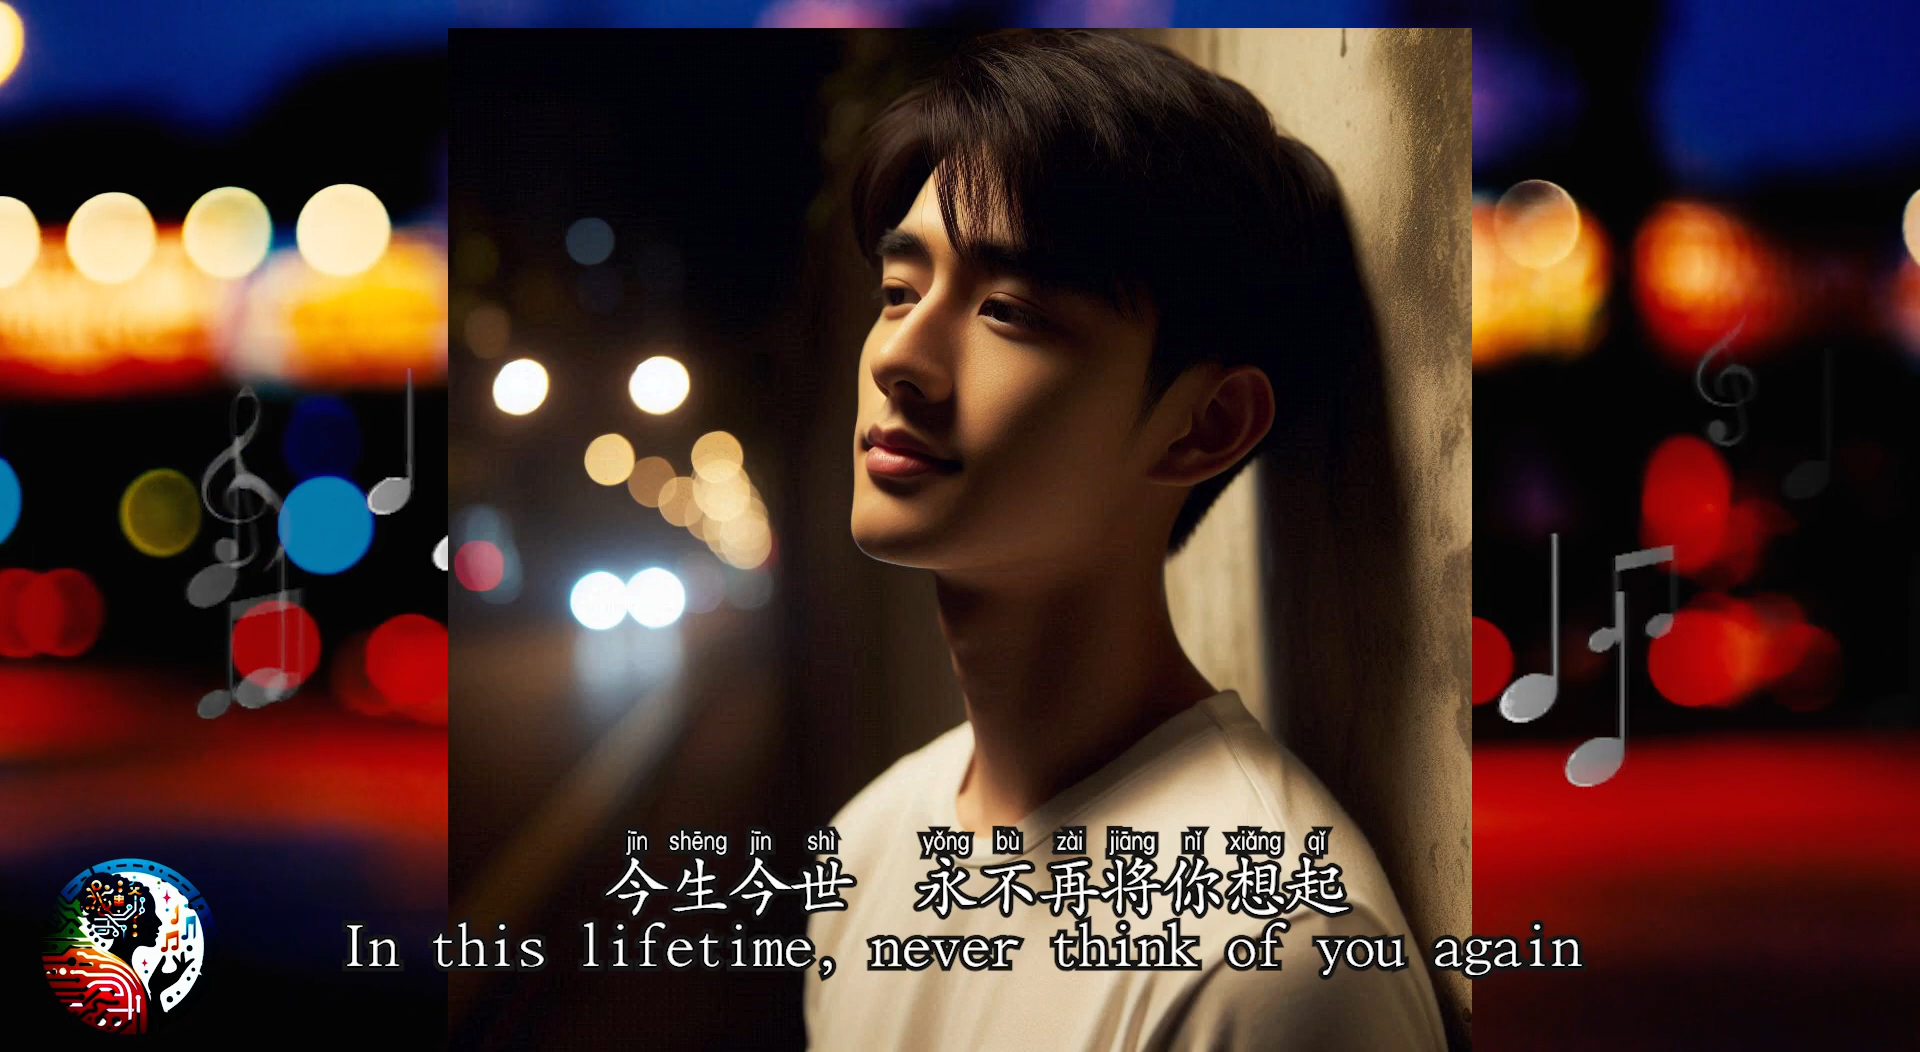 jīn shēng jīn shì yǒng bù zài jiāng nǐ xiǎng qǐ
今生今世 永不再将你想起
In this lifetime, never think of you again